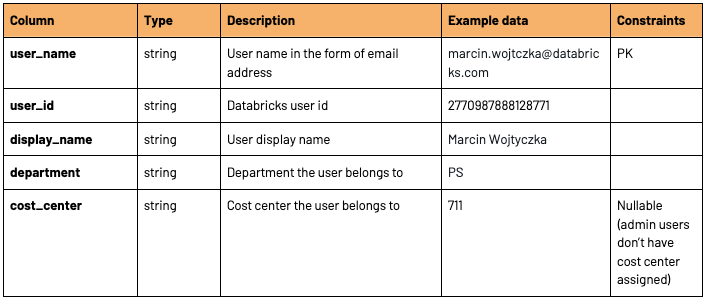 Column Type Description Example data Constraints
user_name string User name in the form of email address marcin.wojtczka@databricks.com PK
user_id string Databricks user id 2770987888128771
display_name string User display name Marcin Wojtyczka
department string Department the user belongs to PS
cost_center string Cost center the user belongs to 711 Nullable
(admin users
don't have
cost center
assigned)